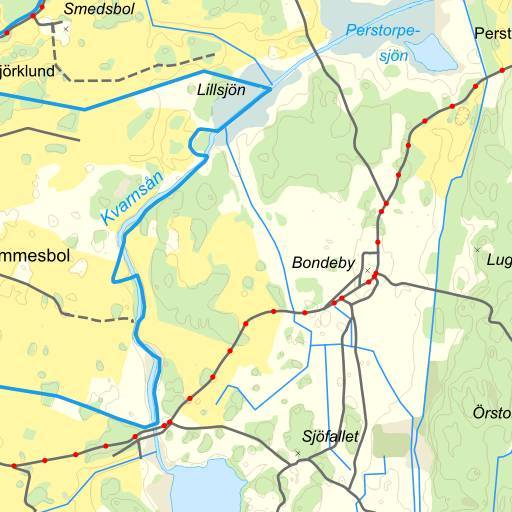 Smedsbol
Perstorpe-
sjön
Perst
jörklund
Lillsjön
Kvarnsån
mmesbol
Bondeby
Lug
Örsto
Sjöfallet